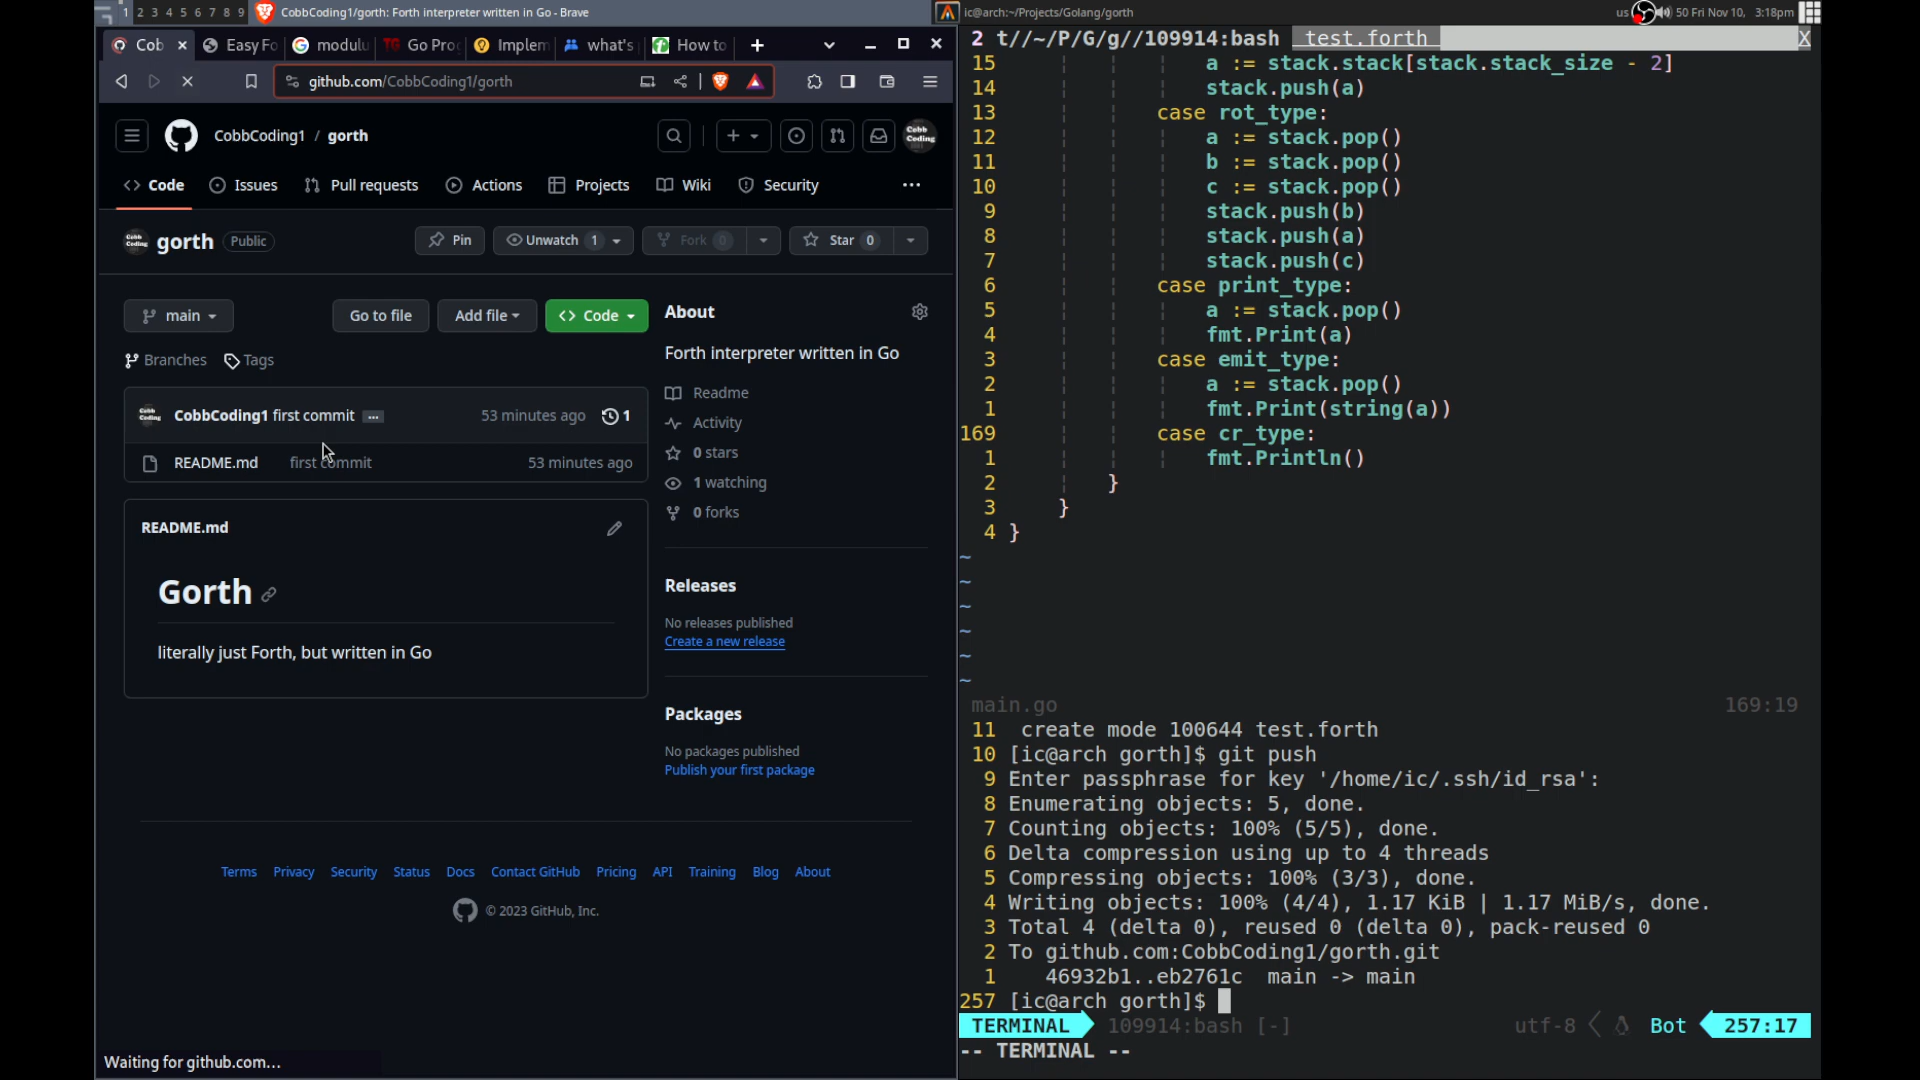 1 2 3 4 5 6 7 8 9 CobbCoding1/gorth: Forth interpreter written in Go - Brave
ic@arch:~/Projects/Golang/gorth
us 50 Fri Nov 10, 3:18pm
Cob Easy Fo modulu Go Pro Implem what's How to
github.com/CobbCoding1/gorth
CobbCoding1 / gorth
Code Issues Pull requests Actions Projects Wiki Security
gorth Public Pin Unwatch 1 Fork 0 Star 0
main Go to file Add file Code
Branches Tags
CobbCoding1 first commit ... 53 minutes ago 1
README.md first commit 53 minutes ago
README.md
Gorth
literally just Forth, but written in Go
About
Forth interpreter written in Go
Readme
Activity
0 stars
1 watching
0 forks
Releases
No releases published
Create a new release
Packages
No packages published
Publish your first package
Terms Privacy Security Status Docs Contact GitHub Pricing API Training Blog About
© 2023 GitHub, Inc.
Waiting for github.com...
2 t//~/P/G/g//109914:bash test.forth X
15 a := stack.stack[stack.stack_size - 2]
14 stack.push(a)
13 case rot_type:
12 a := stack.pop()
11 b := stack.pop()
10 c := stack.pop()
9 stack.push(b)
8 stack.push(a)
7 stack.push(c)
6 case print_type:
5 a := stack.pop()
4 fmt.Print(a)
3 case emit_type:
2 a := stack.pop()
1 fmt.Print(string(a))
169 case cr_type:
1 fmt.Println()
2 }
3 }
4 }
~
~
~
~
~
~
main.go 169:19
11 create mode 100644 test.forth
10 [ic@arch gorth]$ git push
9 Enter passphrase for key '/home/ic/.ssh/id_rsa':
8 Enumerating objects: 5, done.
7 Counting objects: 100% (5/5), done.
6 Delta compression using up to 4 threads
5 Compressing objects: 100% (3/3), done.
4 Writing objects: 100% (4/4), 1.17 KiB | 1.17 MiB/s, done.
3 Total 4 (delta 0), reused 0 (delta 0), pack-reused 0
2 To github.com:CobbCoding1/gorth.git
1 46932b1..eb2761c main -> main
257 [ic@arch gorth]$
TERMINAL 109914:bash [-] utf-8 Bot 257:17
-- TERMINAL --